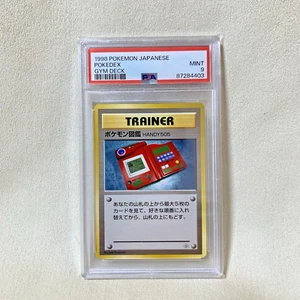 1998 POKEMON JAPANESE
POKEDEX
GYM DECK
MINT
9
PSA
87284403
TRAINER
ポケモン図鑑 HANDY505
あなたの山札の上から最大5枚の
カードを見て、好きな順番に入れ
替えてから、山札の上にもどす。